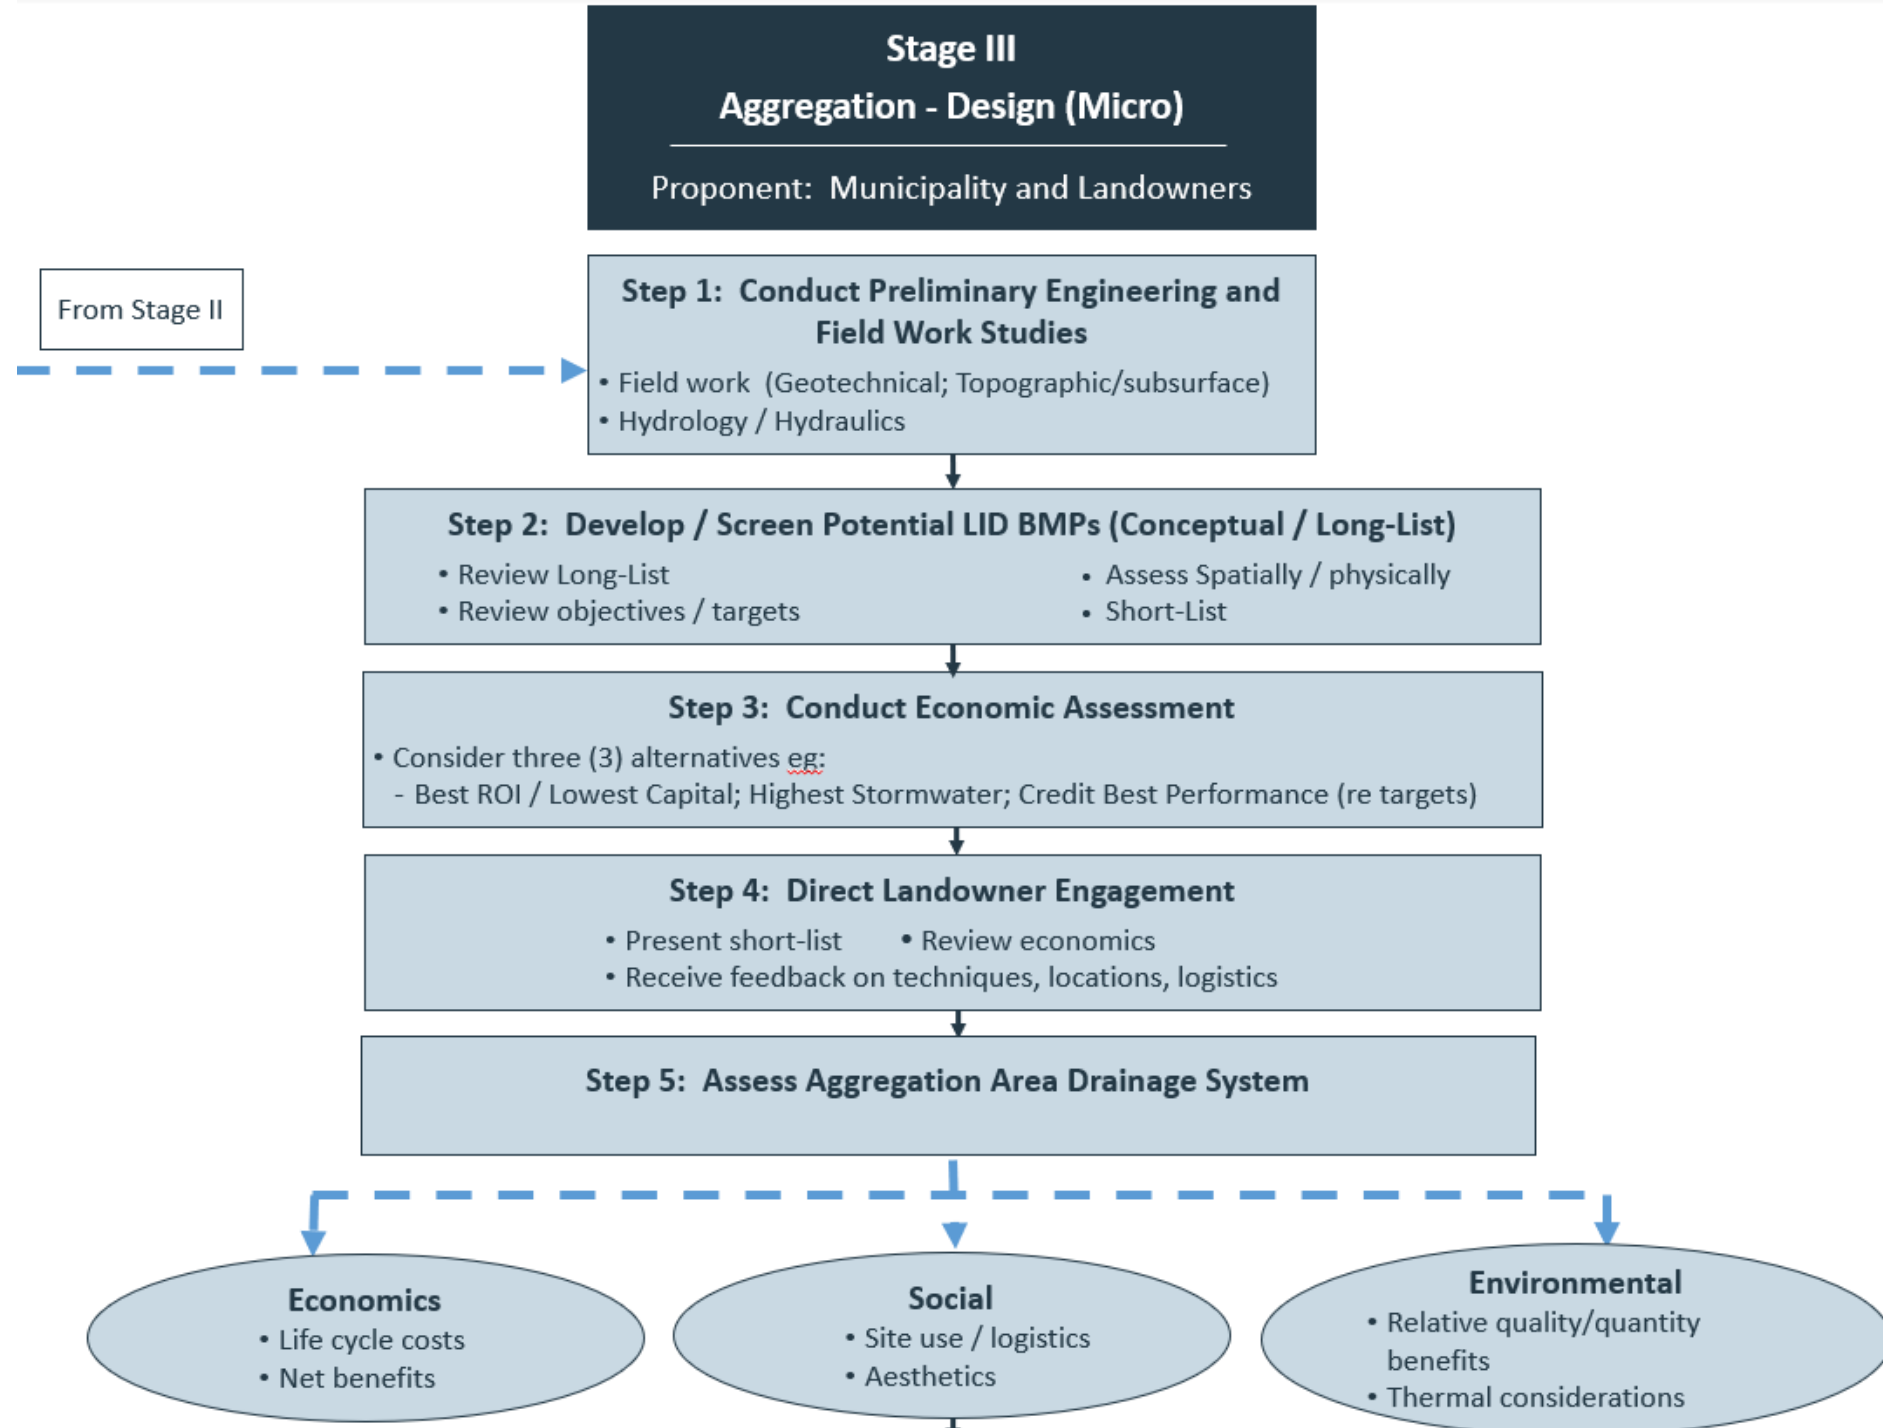 Stage III
Aggregation - Design (Micro)
Proponent: Municipality and Landowners
From Stage II
Step 1: Conduct Preliminary Engineering and
Field Work Studies
• Field work (Geotechnical; Topographic/subsurface)
• Hydrology / Hydraulics
Step 2: Develop / Screen Potential LID BMPs (Conceptual / Long-List)
• Review Long-List
• Review objectives / targets
• Assess Spatially / physically
• Short-List
Step 3: Conduct Economic Assessment
• Consider three (3) alternatives eg:
- Best ROI / Lowest Capital; Highest Stormwater; Credit Best Performance (re targets)
Step 4: Direct Landowner Engagement
• Present short-list • Review economics
• Receive feedback on techniques, locations, logistics
Step 5: Assess Aggregation Area Drainage System
Economics
• Life cycle costs
• Net benefits
Social
• Site use / logistics
• Aesthetics
Environmental
• Relative quality/quantity
benefits
• Thermal considerations